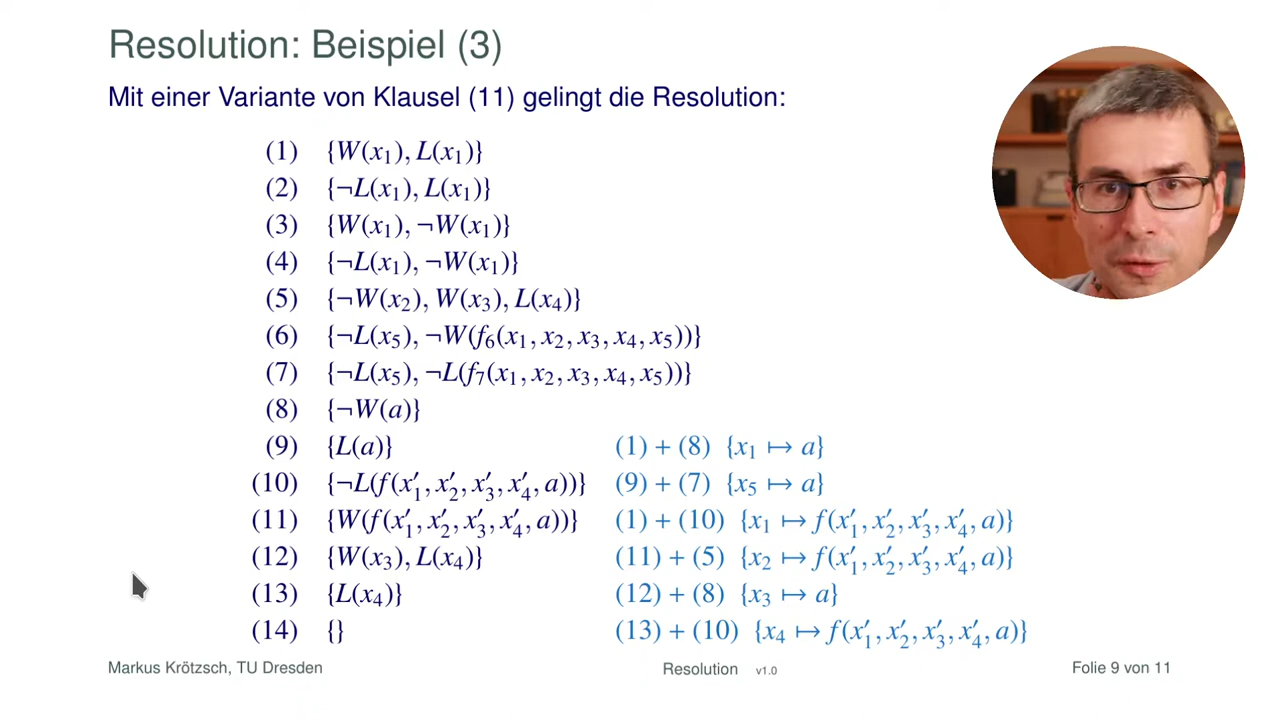 Resolution: Beispiel (3)
Mit einer Variante von Klausel (11) gelingt die Resolution:
(1) {W(x₁), L(x₁)}
(2) {¬L(x₁), L(x₁)}
(3) {W(x₁), ¬W(x₁)}
(4) {¬L(x₁), ¬W(x₁)}
(5) {¬W(x₂), W(x₃), L(x₄)}
(6) {¬L(x₅), ¬W(f₆(x₁, x₂, x₃, x₄, x₅))}
(7) {¬L(x₅), ¬L(f₇(x₁, x₂, x₃, x₄, x₅))}
(8) {¬W(a)}
(9) {L(a)} (1) + (8) {x₁ ↦ a}
(10) {¬L(f(x′₁, x′₂, x′₃, x′₄, a))} (9) + (7) {x₅ ↦ a}
(11) {W(f(x′₁, x′₂, x′₃, x′₄, a))} (1) + (10) {x₁ ↦ f(x′₁, x′₂, x′₃, x′₄, a)}
(12) {W(x₃), L(x₄)} (11) + (5) {x₂ ↦ f(x′₁, x′₂, x′₃, x′₄, a)}
(13) {L(x₄)} (12) + (8) {x₃ ↦ a}
(14) {} (13) + (10) {x₄ ↦ f(x′₁, x′₂, x′₃, x′₄, a)}
Markus Krötzsch, TU Dresden Resolution v1.0 Folie 9 von 11